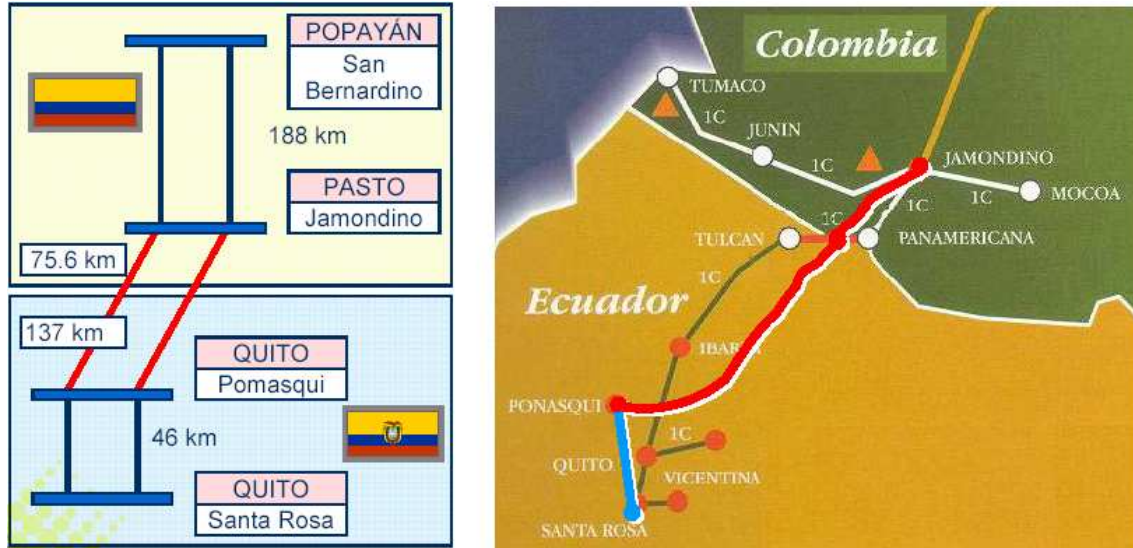 POPAYÁN
San
Bernardino
188 km
PASTO
Jamondino
75.6 km
137 km
QUITO
Pomasqui
46 km
QUITO
Santa Rosa
Colombia
TUMACO
1C
JUNIN
1C
JAMONDINO
1C
MOCOA
1C
1C
TULCAN
PANAMERICANA
1C
Ecuador
PONASQUI
1C
QUITO
VICENTINA
SANTA ROSA